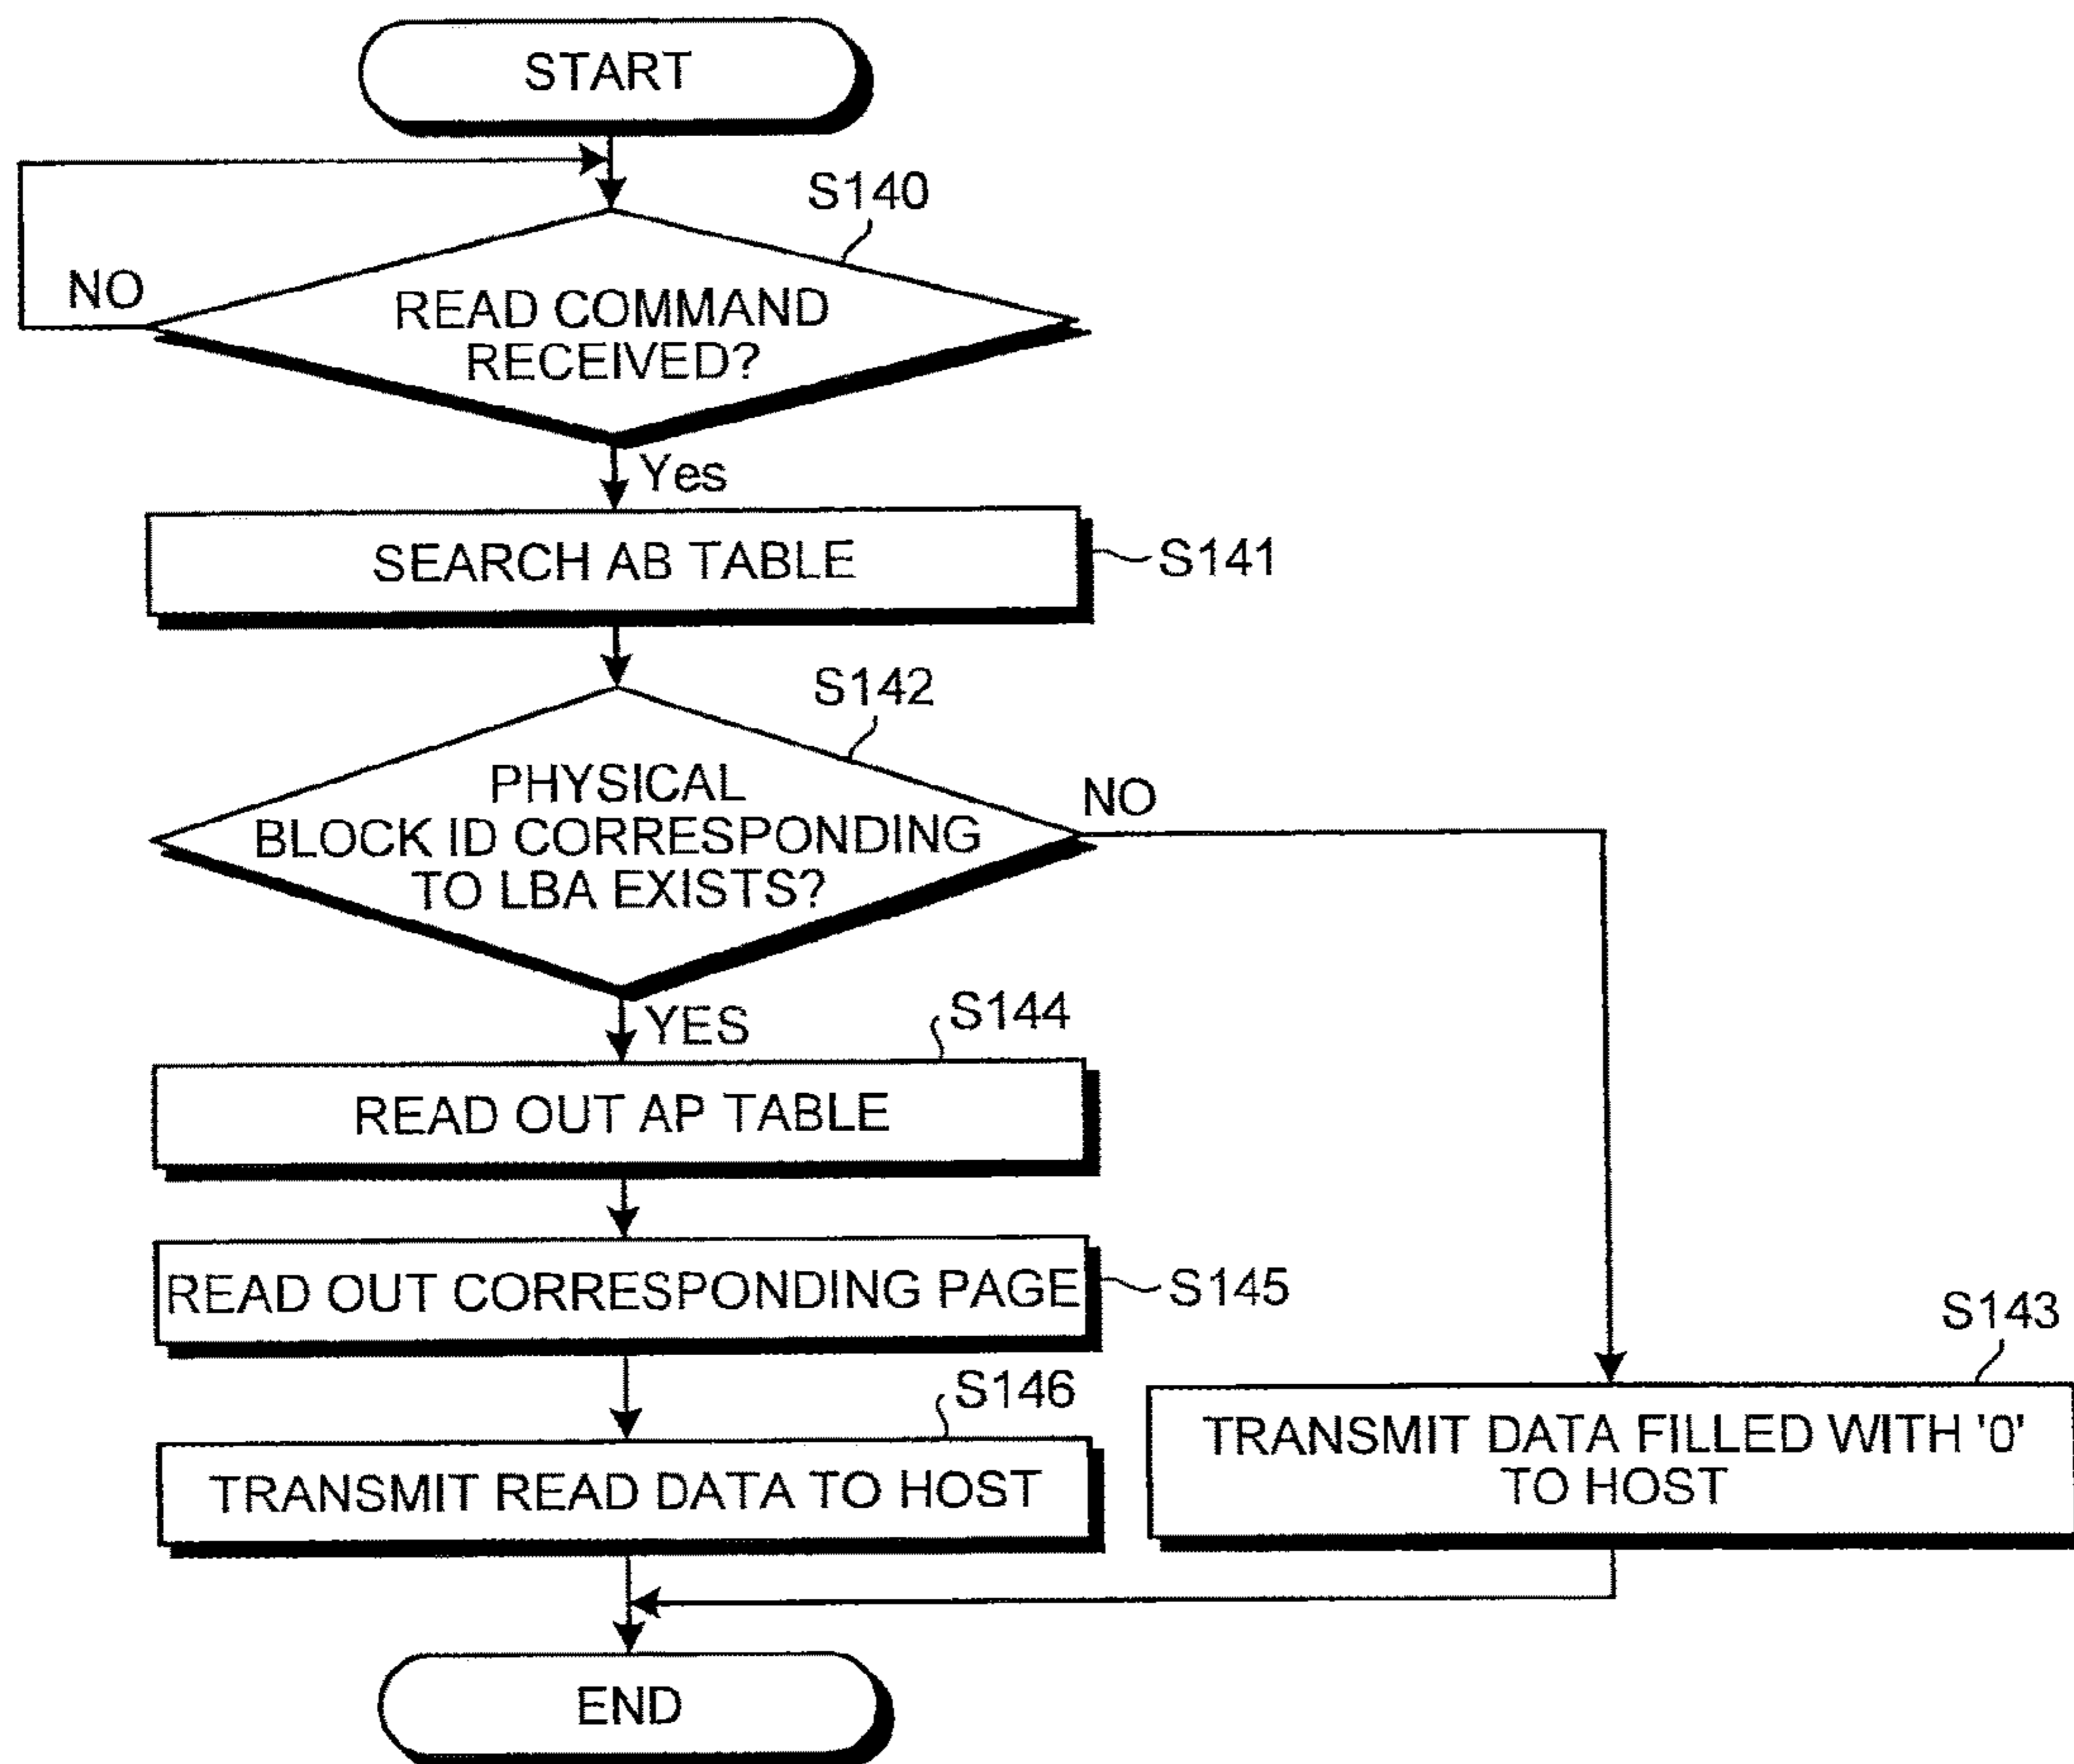 START
S140
NO
READ COMMAND
RECEIVED?
Yes
SEARCH AB TABLE
S141
S142
PHYSICAL
BLOCK ID CORRESPONDING
TO LBA EXISTS?
NO
YES
S144
READ OUT AP TABLE
READ OUT CORRESPONDING PAGE
S145
S143
S146
TRANSMIT READ DATA TO HOST
TRANSMIT DATA FILLED WITH '0'
TO HOST
END